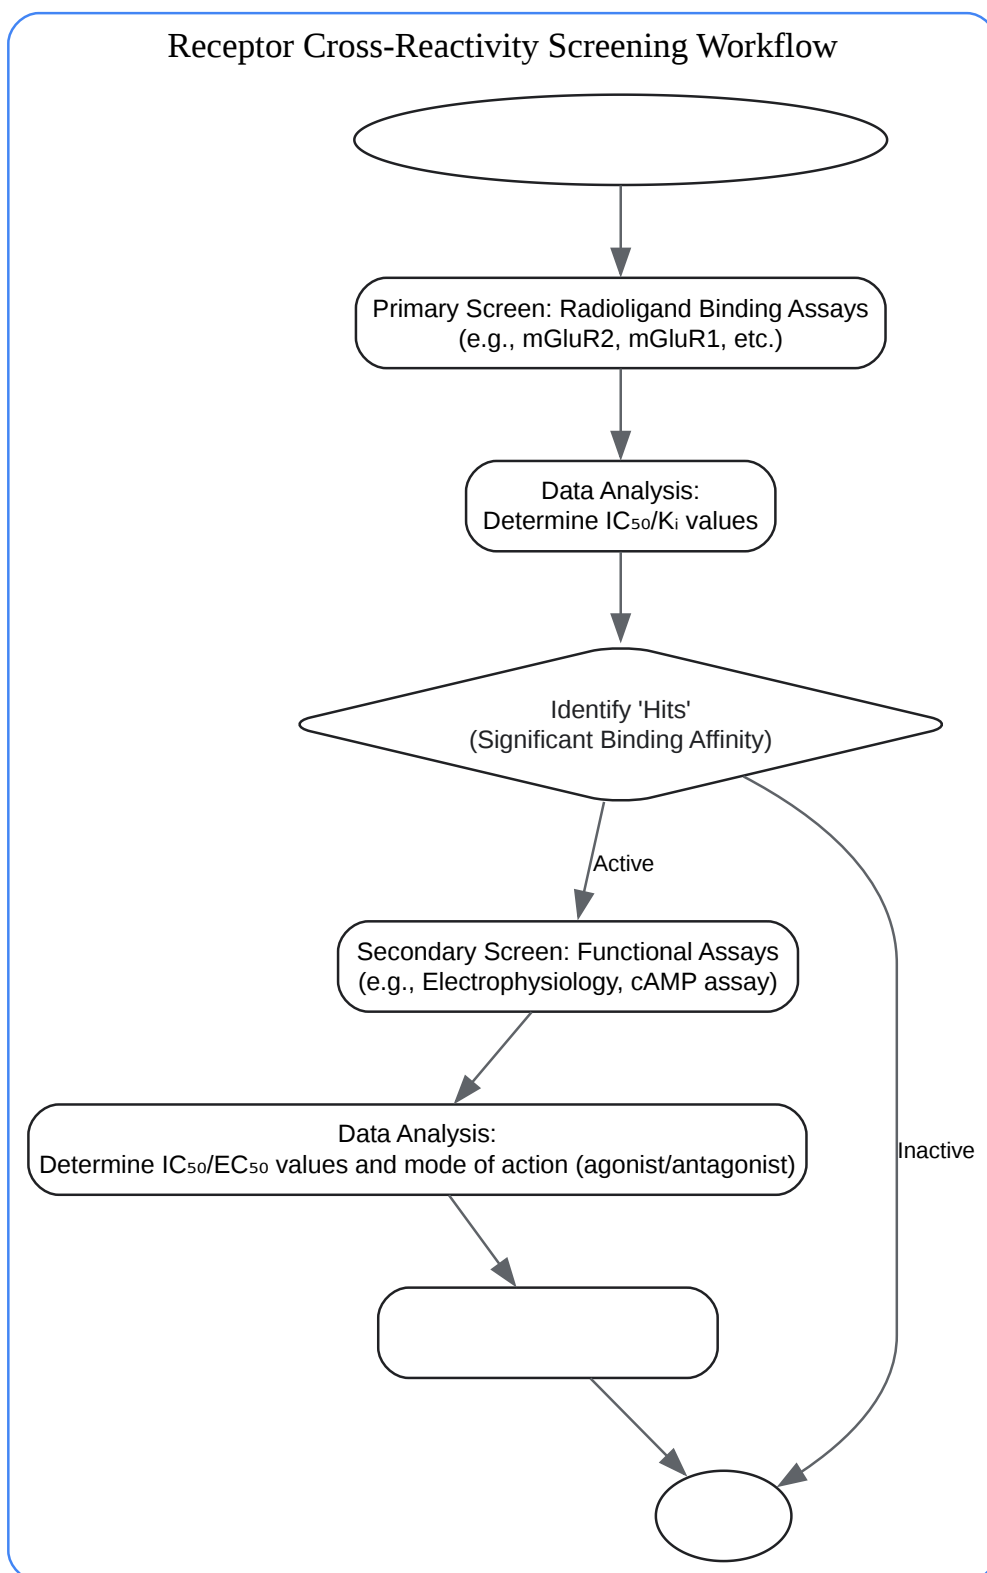 Receptor Cross-Reactivity Screening Workflow
Primary Screen: Radioligand Binding Assays
(e.g., mGluR2, mGluR1, etc.)
Data Analysis:
Determine IC₅₀/Kᵢ values
Identify 'Hits'
(Significant Binding Affinity)
Active
Secondary Screen: Functional Assays
(e.g., Electrophysiology, cAMP assay)
Data Analysis:
Determine IC₅₀/EC₅₀ values and mode of action (agonist/antagonist)
Inactive